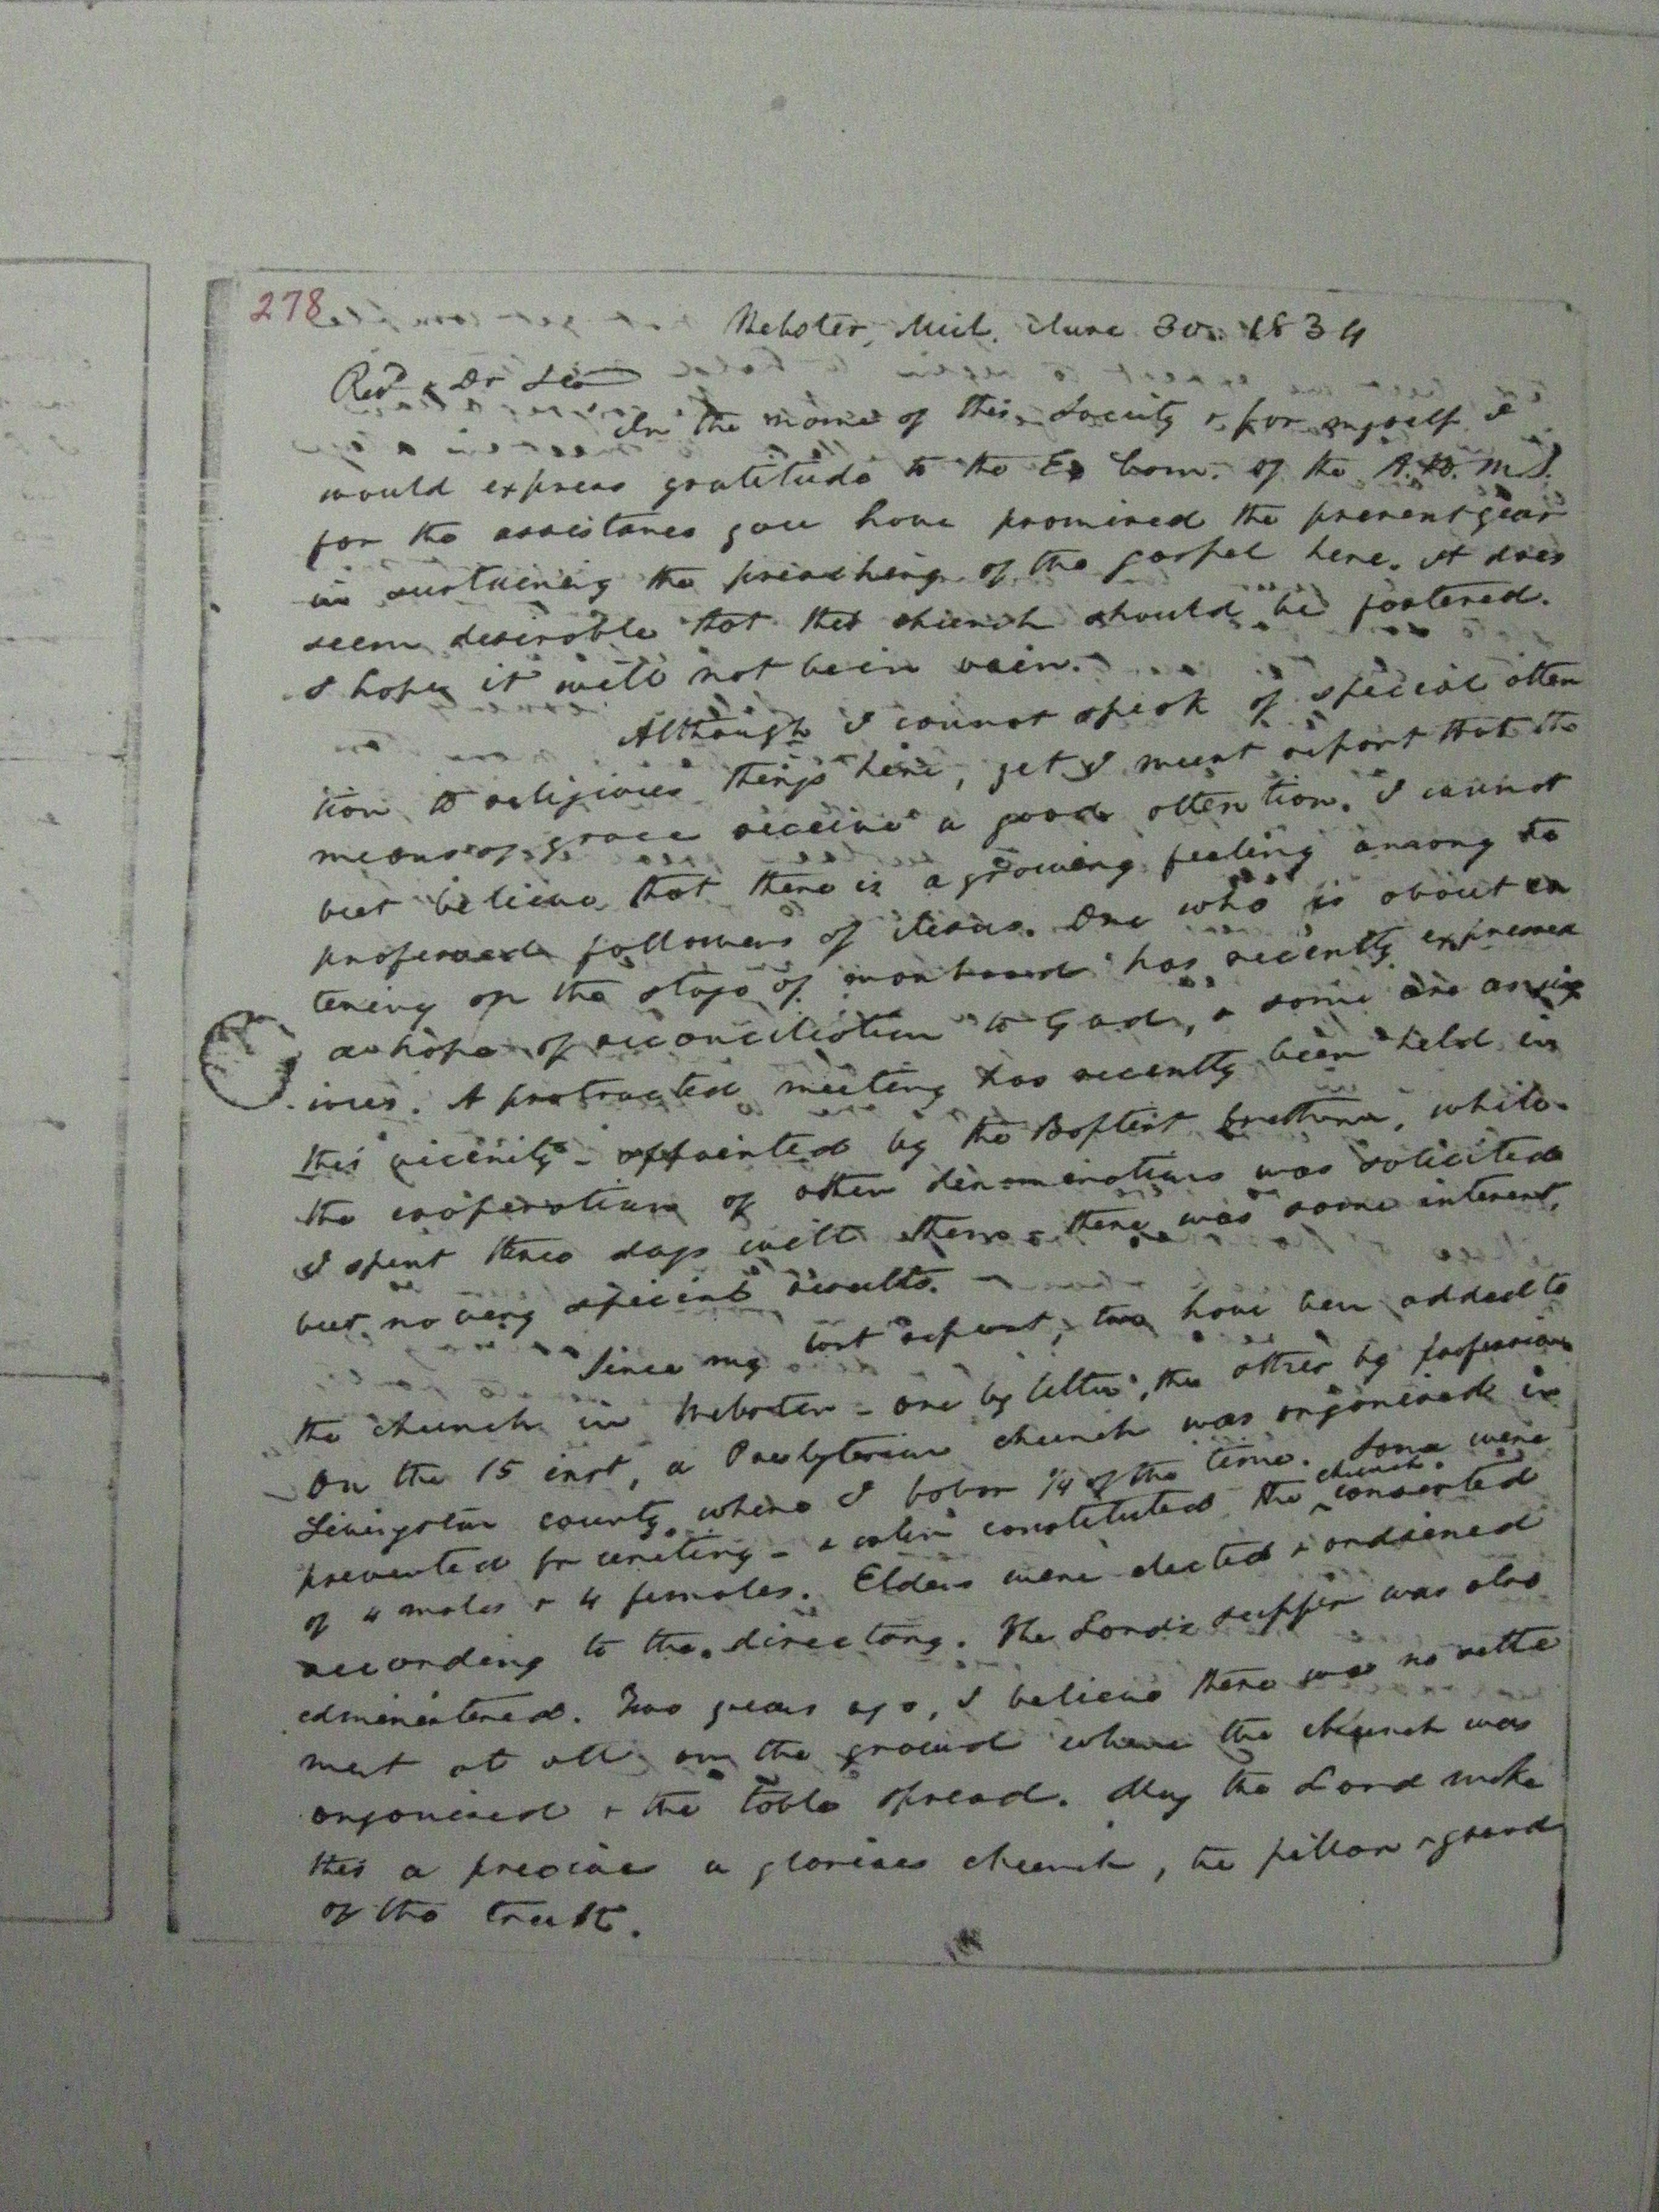 278
Webster, Mich. June 30. 1834
Revd & Dr Sir
In the name of this Society & for myself I
would express gratitude to the Ex Com. of the A.H.M.S.
for the assistance you have promised the present year
in sustaining the preaching of the gospel here. It does
seem desirable that this church should be fostered.
I hope it will not be in vain.
Although I cannot speak of special atten
tion to religious things here, yet I must report that the
means of grace receive a good attention. I cannot
but believe that there is a growing feeling among the
professed followers of Jesus. One who is about en
tering on the stage of manhood has recently expressed
a hope of reconciliation to God, & some are anx
ious. A protracted meeting has recently been held in
this vicinity - appointed by the Baptist brethren, while
the cooperation of other denominations was solicited
I spent three days with them - there was some interest,
but no very special results. -
Since my last report, two have been added to
the church in Webster - one by letter, the other by profession
On the 15 inst, a Presbyterian church was organised in
Livingston county where I labor 1/4 of the time. Some were
prevented fr uniting - & when constituted the church consisted
of 4 males & 4 females. Elders were elected & ordained
according to the directory. The Lord's supper was also
administered. Two years ago, I believe there was no settle
ment at all on the ground where the church was
organised & the table spread. May the Lord make
this a precious a glorious church, the pillar & ground
of the truth.